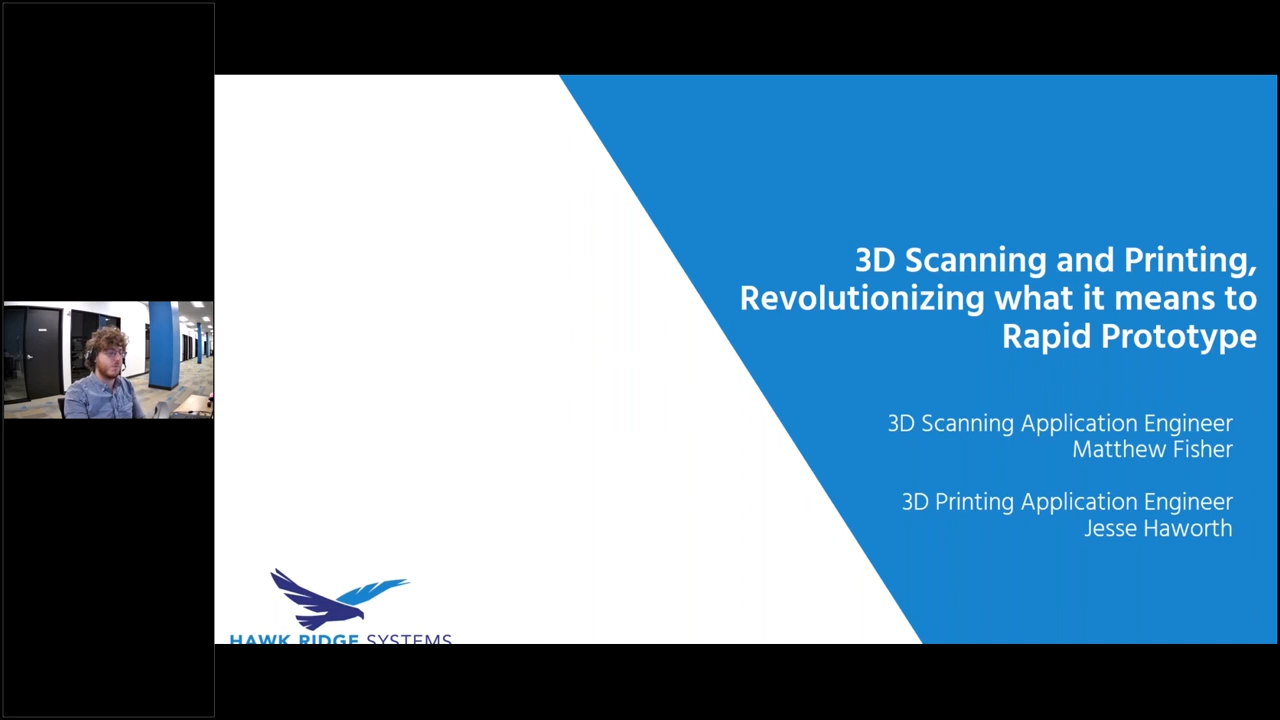 3D Scanning and Printing,
Revolutionizing what it means to
Rapid Prototype
3D Scanning Application Engineer
Matthew Fisher
3D Printing Application Engineer
Jesse Haworth
HAWK RIDGE SYSTEMS